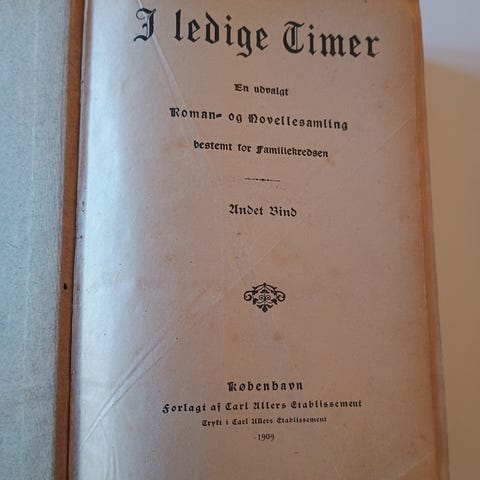 I ledige Timer
En udvalgt
Roman- og Novellesamling
bestemt for Familiekredsen
Andet Bind
København
Forlagt af Carl Allers Etablissement
Trykt i Carl Allers Etablissement
1909